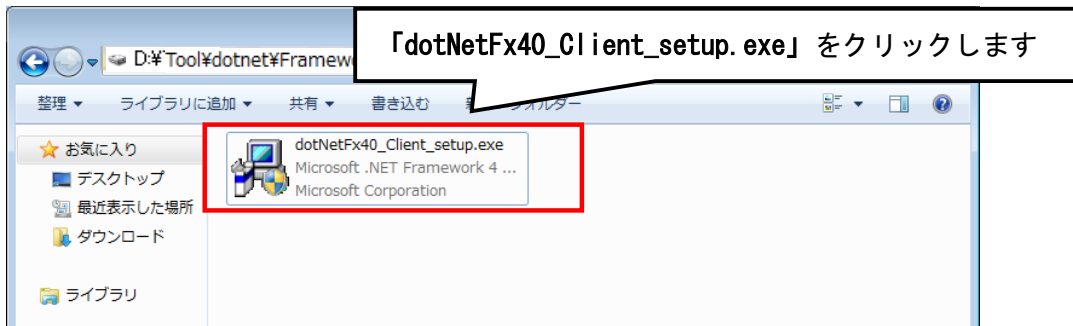 「dotNetFx40_Client_setup.exe」をクリックします
D:¥Tool¥dotnet¥Framew
整理 ライブラリに追加 共有 書き込む フォルダー
お気に入り
デスクトップ
最近表示した場所
ダウンロード
ライブラリ
dotNetFx40_Client_setup.exe
Microsoft .NET Framework 4 ...
Microsoft Corporation